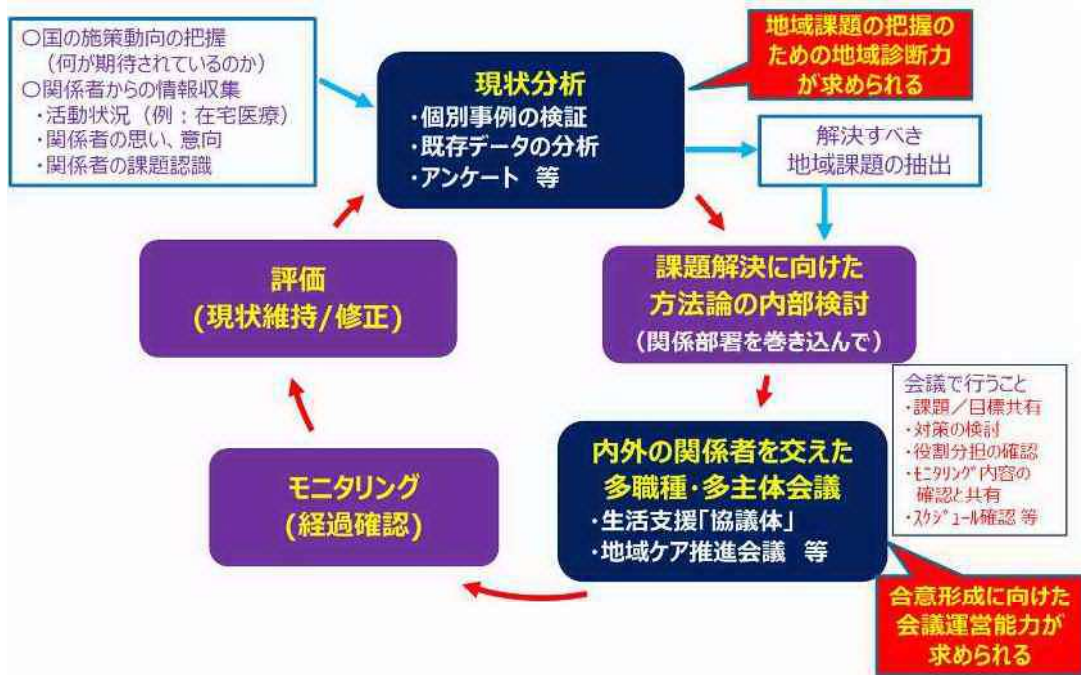 ○国の施策動向の把握
(何が期待されているのか)
○関係者からの情報収集
・活動状況(例:在宅医療)
・関係者の思い、意向
・関係者の課題認識
現状分析
・個別事例の検証
・既存データの分析
・アンケート 等
地域課題の把握の
ための地域診断力
が求められる
解決すべき
地域課題の抽出
課題解決に向けた
方法論の内部検討
(関係部署を巻き込んで)
内外の関係者を交えた
多職種・多主体会議
・生活支援「協議体」
・地域ケア推進会議 等
会議で行うこと
・課題/目標共有
・対策の検討
・役割分担の確認
・モニタリング内容の
確認と共有
・スケジュール確認 等
合意形成に向けた
会議運営能力が
求められる
モニタリング
(経過確認)
評価
(現状維持/修正)